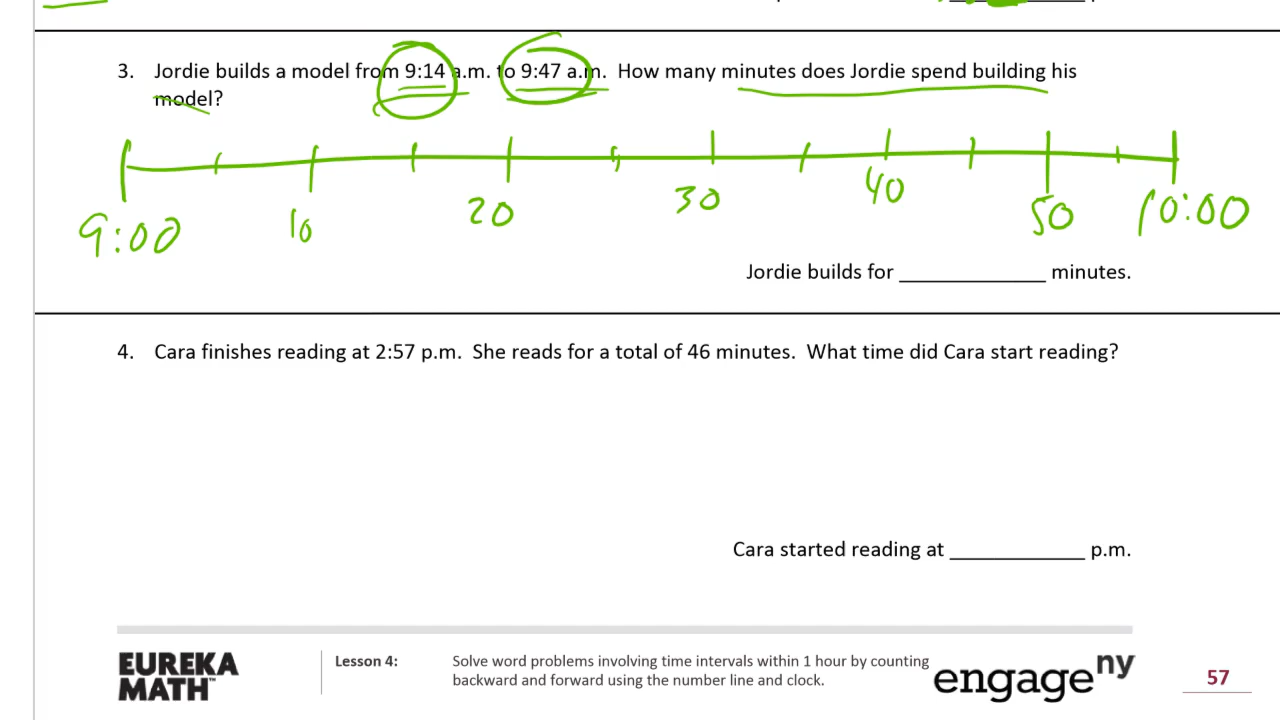 3. Jordie builds a model from 9:14 a.m. to 9:47 a.m. How many minutes does Jordie spend building his
model?
9:00 10 20 30 40 50 10:00
Jordie builds for _____________ minutes.
4. Cara finishes reading at 2:57 p.m. She reads for a total of 46 minutes. What time did Cara start reading?
Cara started reading at ____________ p.m.
EUREKA
MATH™
Lesson 4:
Solve word problems involving time intervals within 1 hour by counting
backward and forward using the number line and clock.
engageny
57